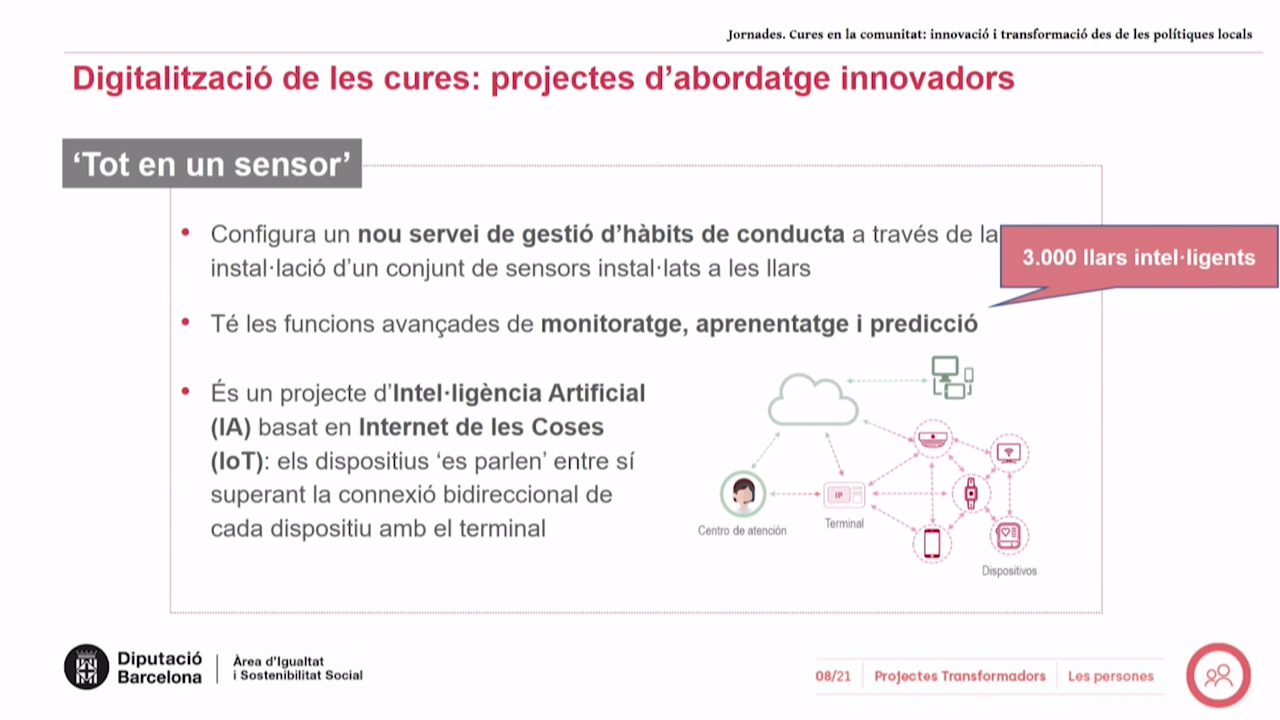 Jornades. Cures en la comunitat: innovació i transformació des de les polítiques locals
Digitalització de les cures: projectes d’abordatge innovadors
‘Tot en un sensor’
• Configura un nou servei de gestió d’hàbits de conducta a través de la
instal·lació d’un conjunt de sensors instal·lats a les llars
3.000 llars intel·ligents
• Té les funcions avançades de monitoratge, aprenentatge i predicció
• És un projecte d’Intel·ligència Artificial
(IA) basat en Internet de les Coses
(IoT): els dispositius ‘es parlen’ entre sí
superant la connexió bidireccional de
cada dispositiu amb el terminal
IP
Centro de atención
Terminal
Dispositivos
Diputació
Barcelona
Àrea d’Igualtat
i Sostenibilitat Social
08/21
Projectes Transformadors
Les persones